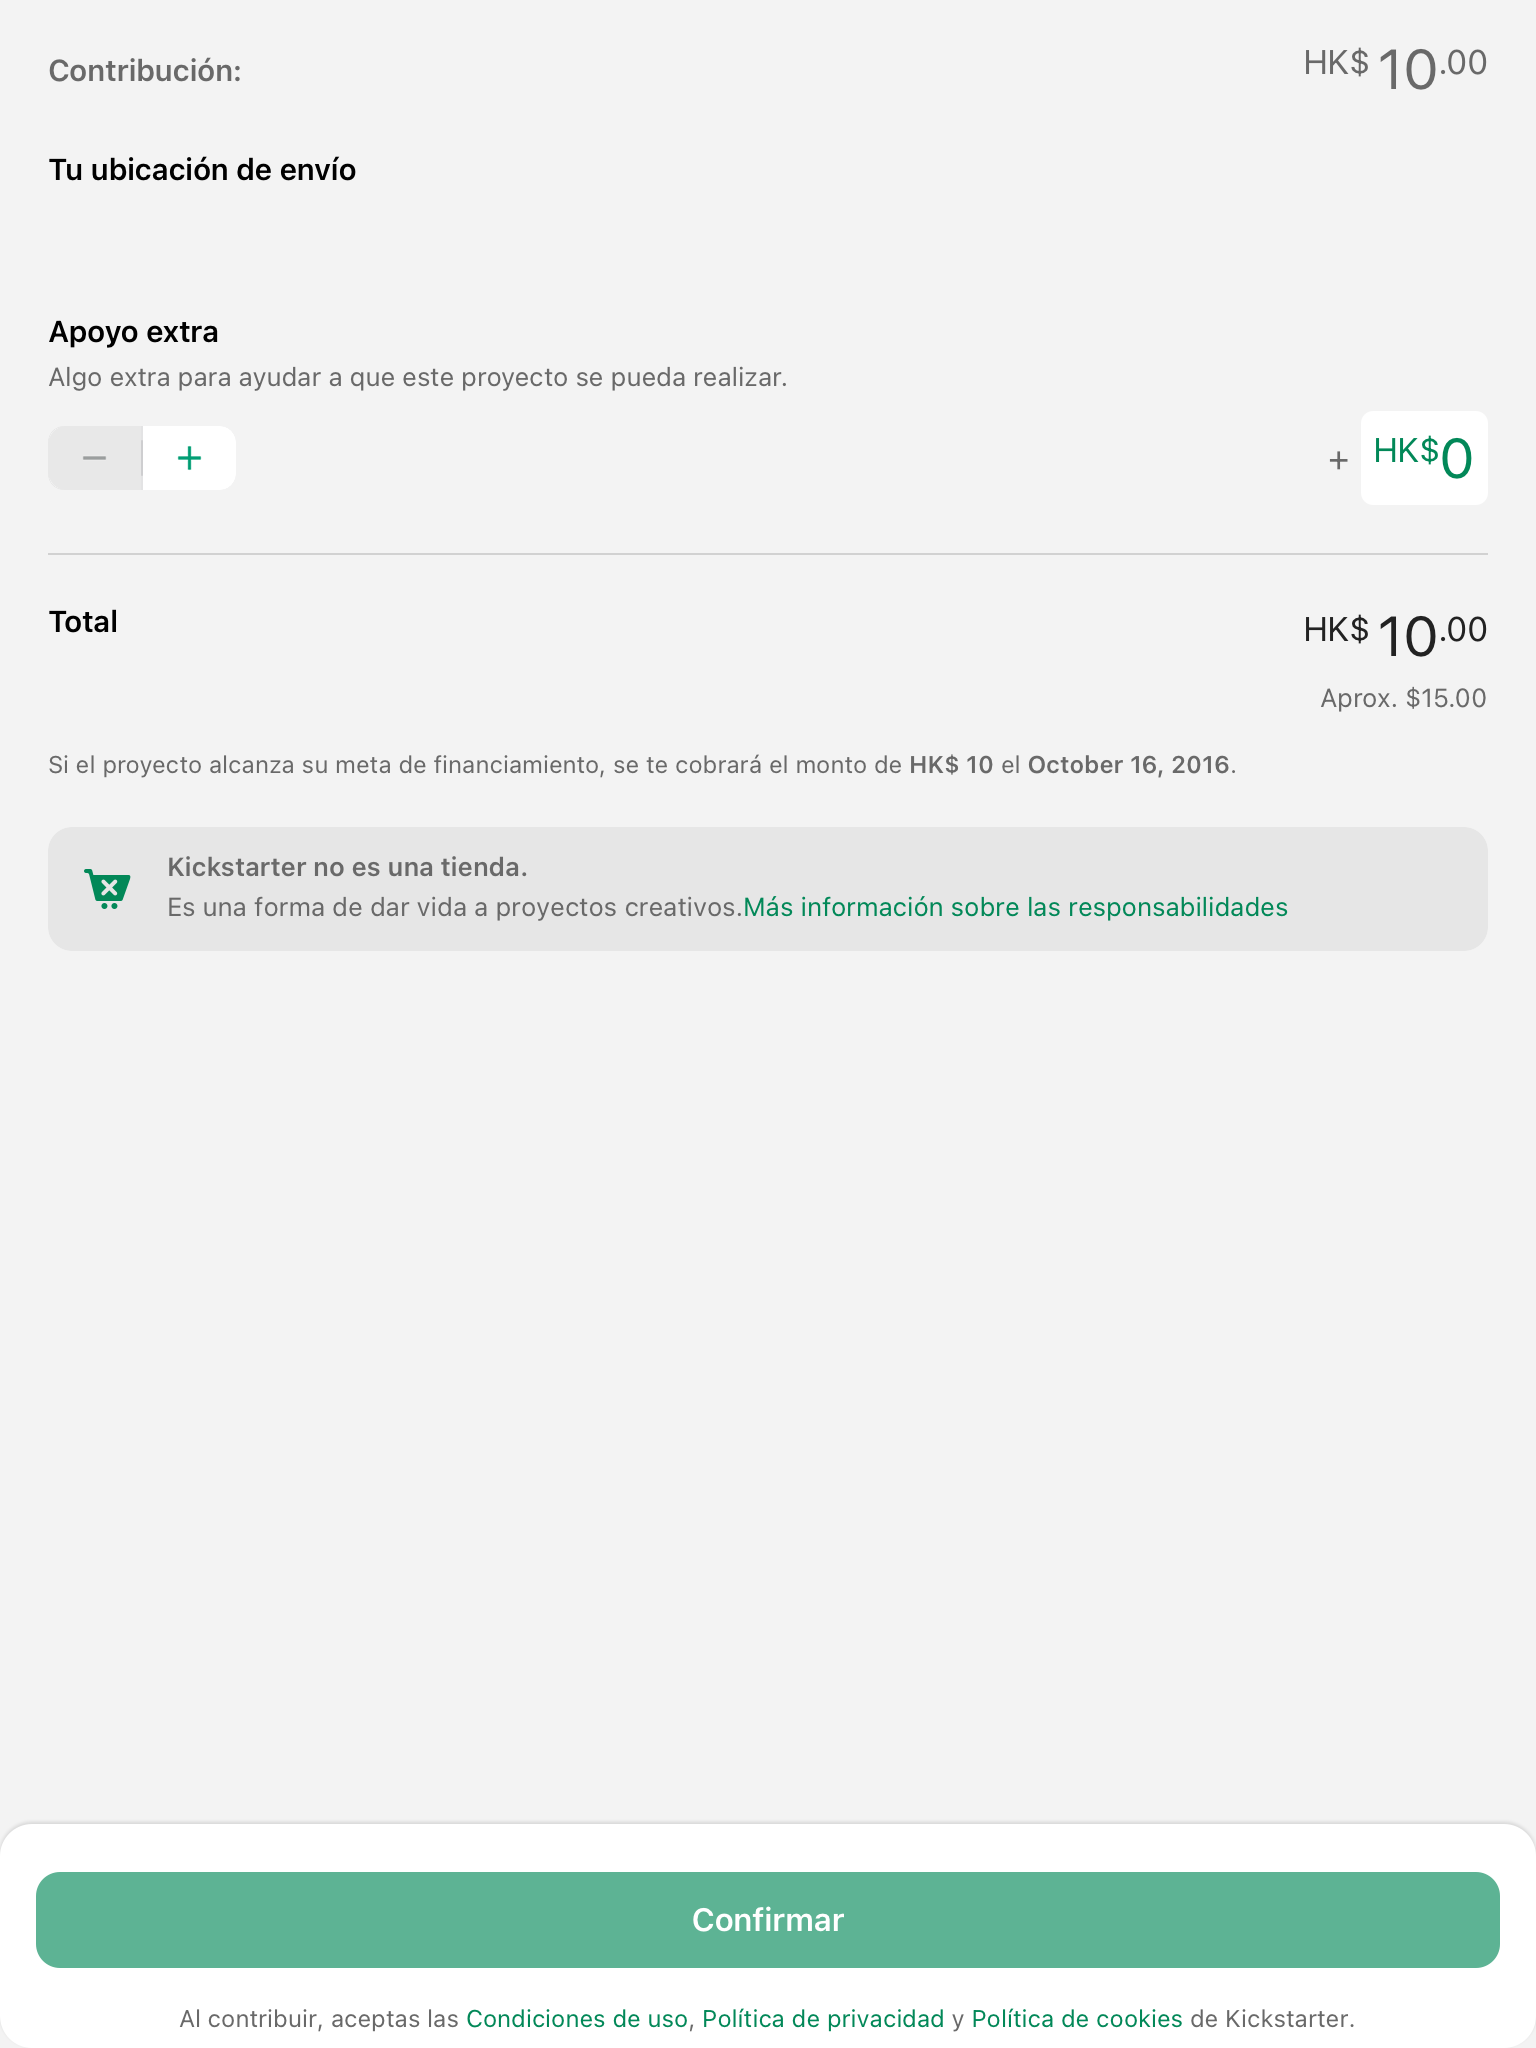 Contribución:
HK$ 10.00
Tu ubicación de envío
Apoyo extra
Algo extra para ayudar a que este proyecto se pueda realizar.
− +
+ HK$0
Total
HK$ 10.00
Aprox. $15.00
Si el proyecto alcanza su meta de financiamiento, se te cobrará el monto de HK$ 10 el October 16, 2016.
Kickstarter no es una tienda.
Es una forma de dar vida a proyectos creativos.Más información sobre las responsabilidades
Confirmar
Al contribuir, aceptas las Condiciones de uso, Política de privacidad y Política de cookies de Kickstarter.